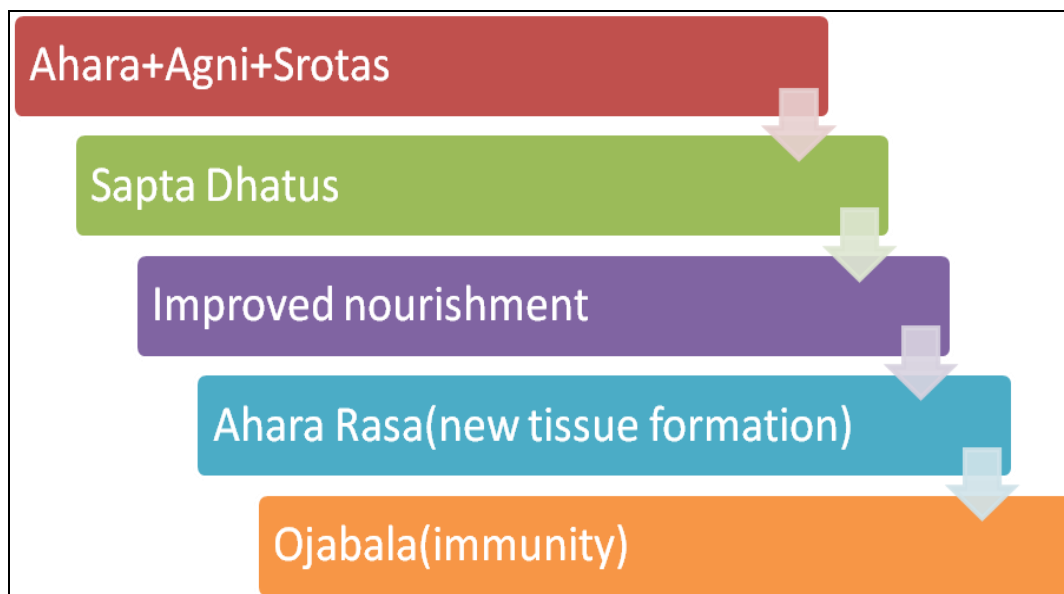 Ahara+Agni+Srotas
Sapta Dhatus
Improved nourishment
Ahara Rasa(new tissue formation)
Ojabala(immunity)